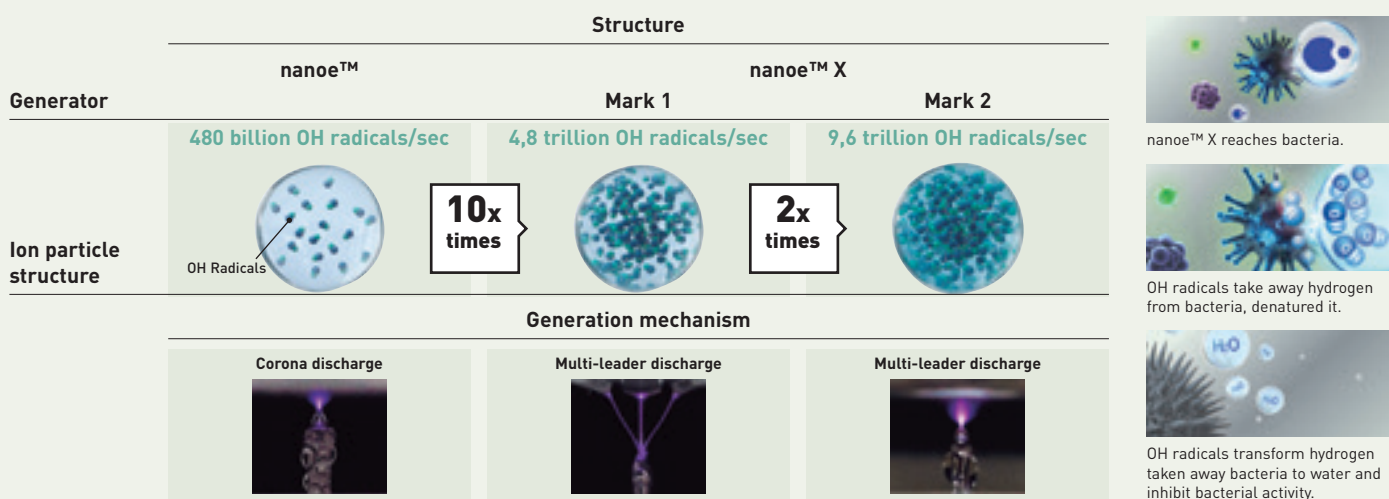 Structure
nanoe™
nanoe™ X
Generator
Mark 1
Mark 2
480 billion OH radicals/sec
4,8 trillion OH radicals/sec
9,6 trillion OH radicals/sec
Ion particle
structure
OH Radicals
10x
times
2x
times
Generation mechanism
Corona discharge
Multi-leader discharge
Multi-leader discharge
nanoe™ X reaches bacteria.
OH radicals take away hydrogen
from bacteria, denatured it.
H₂O
OH radicals transform hydrogen
taken away bacteria to water and
inhibit bacterial activity.